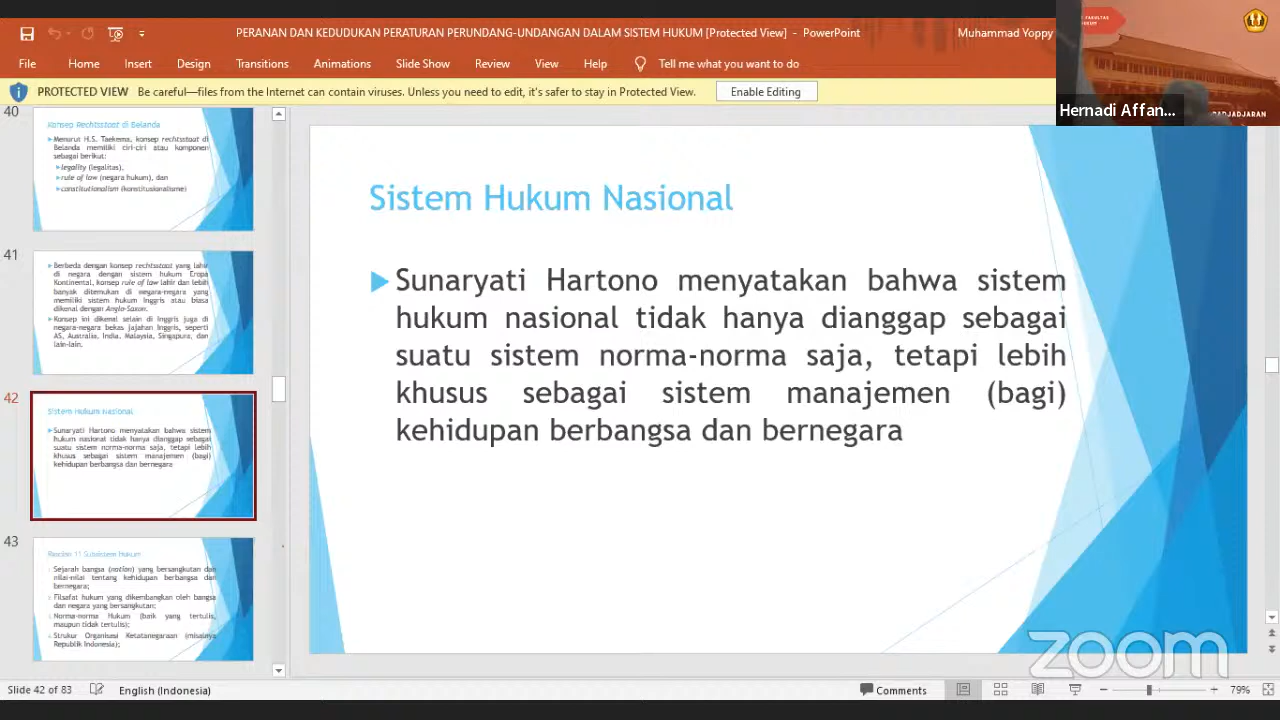 PERANAN DAN KEDUDUKAN PERATURAN PERUNDANG-UNDANGAN DALAM SISTEM HUKUM [Protected View] - PowerPoint
Muhammad Yoppy
File Home Insert Design Transitions Animations Slide Show Review View Help Tell me what you want to do
PROTECTED VIEW Be careful—files from the Internet can contain viruses. Unless you need to edit, it's safer to stay in Protected View. Enable Editing
FAKULTAS
HUKUM
Hernadi Affan...
PADJADJARAN
40
Konsep Rechtsstaat di Belanda
Menurut H.S. Taekema, konsep rechtsstaat di
Belanda memiliki ciri-ciri atau komponen
sebagai berikut:
legality (legalitas),
rule of law (negara hukum), dan
constitutionalism (konstitusionalisme)
41
Berbeda dengan konsep rechtsstaat yang lahir
di negara dengan sistem hukum Eropa
Kontinental, konsep rule of law lahir dan lebih
banyak ditemukan di negara-negara yang
memiliki sistem hukum Inggris atau biasa
dikenal dengan Anglo-Saxon.
Konsep ini dikenal selain di Inggris juga di
negara-negara bekas jajahan Inggris, seperti
AS, Australia, India, Malaysia, Singapura, dan
lain-lain.
42
Sistem Hukum Nasional
Sunaryati Hartono menyatakan bahwa sistem
hukum nasional tidak hanya dianggap sebagai
suatu sistem norma-norma saja, tetapi lebih
khusus sebagai sistem manajemen (bagi)
kehidupan berbangsa dan bernegara
43
11 Subsistem Hukum
Sejarah bangsa (nation) yang bersangkutan dan
nilai-nilai tentang kehidupan berbangsa dan
bernegara;
Filsafat hukum yang dikembangkan oleh bangsa
dan negara yang bersangkutan;
Norma-norma Hukum (baik yang tertulis,
maupun tidak tertulis);
Strukur Organisasi Ketatanegaraan (misalnya
Republik Indonesia);
Sistem Hukum Nasional
Sunaryati Hartono menyatakan bahwa sistem
hukum nasional tidak hanya dianggap sebagai
suatu sistem norma-norma saja, tetapi lebih
khusus sebagai sistem manajemen (bagi)
kehidupan berbangsa dan bernegara
zoom
Slide 42 of 83 English (Indonesia) Comments 79%